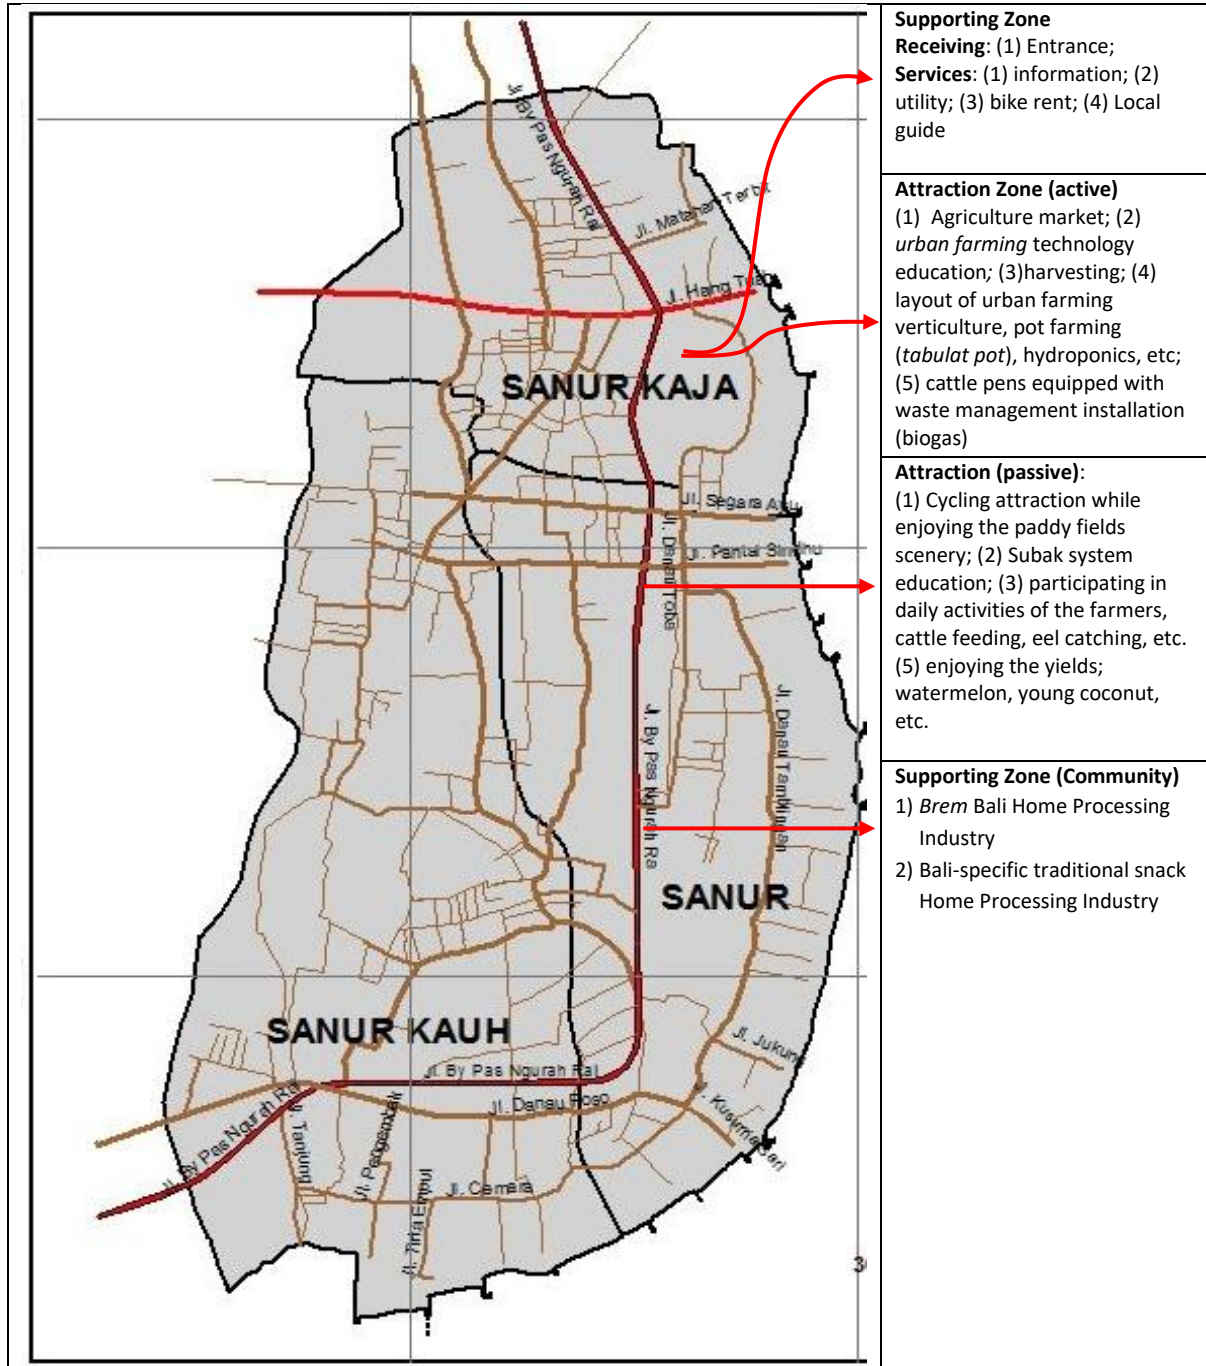 Jl. By Pas Ngurah Rai
Jl. Matahari Terbit
Jl. Hang Tuah
SANUR KAJA
Jl. Segara Ayu
Jl. Danau Toba
Jl. Pantai Sindhu
Jl. By Pas Ngurah Ra
Jl. Danau Tamblingan
SANUR
SANUR KAUH
Jl. Jukung
Jl. By Pas Ngurah Rai
Jl. Danau Poso
Jl. Kusuma Sari
Jl. By Pas Ngurah Rai
Jl. Tanjung
Jl. Pengembak
Jl. Cemara
Jl. Tirta Empul
Supporting Zone
Receiving: (1) Entrance;
Services: (1) information; (2)
utility; (3) bike rent; (4) Local
guide
Attraction Zone (active)
(1) Agriculture market; (2)
urban farming technology
education; (3)harvesting; (4)
layout of urban farming
verticulture, pot farming
(tabulat pot), hydroponics, etc;
(5) cattle pens equipped with
waste management installation
(biogas)
Attraction (passive):
(1) Cycling attraction while
enjoying the paddy fields
scenery; (2) Subak system
education; (3) participating in
daily activities of the farmers,
cattle feeding, eel catching, etc.
(5) enjoying the yields;
watermelon, young coconut,
etc.
Supporting Zone (Community)
1) Brem Bali Home Processing
Industry
2) Bali-specific traditional snack
Home Processing Industry